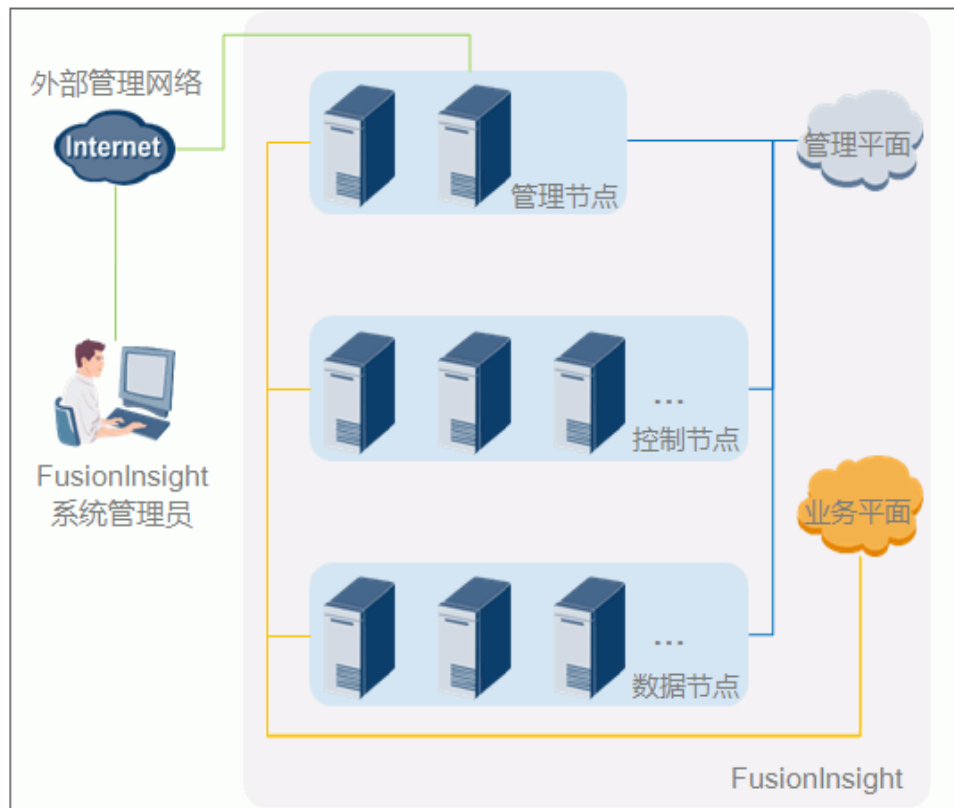 外部管理网络
Internet
管理节点
管理平面
...
控制节点
FusionInsight
系统管理员
业务平面
...
数据节点
FusionInsight